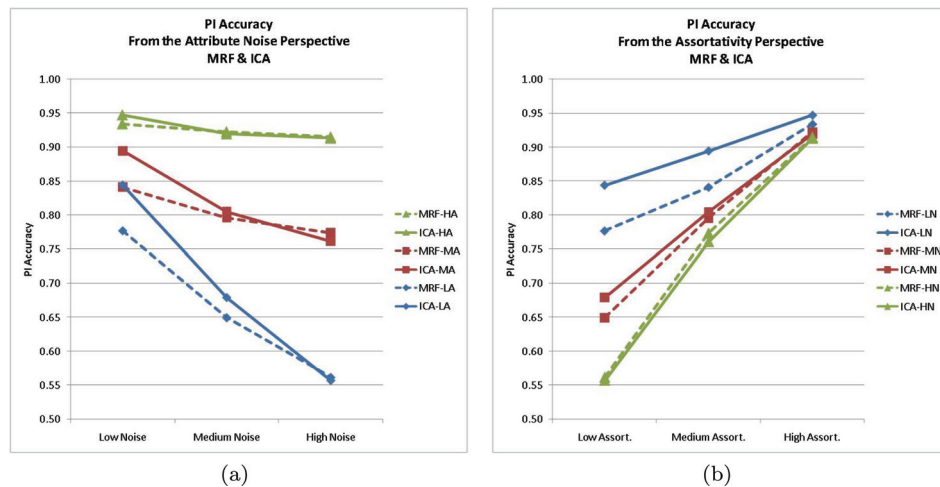 PI Accuracy
From the Attribute Noise Perspective
MRF & ICA
1.00
0.95
0.90
0.85
0.80
0.75
0.70
0.65
0.60
0.55
0.50
PI Accuracy
Low Noise Medium Noise High Noise
MRF-HA
ICA-HA
MRF-MA
ICA-MA
MRF-LA
ICA-LA
(a)
PI Accuracy
From the Assortativity Perspective
MRF & ICA
1.00
0.95
0.90
0.85
0.80
0.75
0.70
0.65
0.60
0.55
0.50
PI Accuracy
Low Assort. Medium Assort. High Assort.
MRF-LN
ICA-LN
MRF-MN
ICA-MN
MRF-HN
ICA-HN
(b)